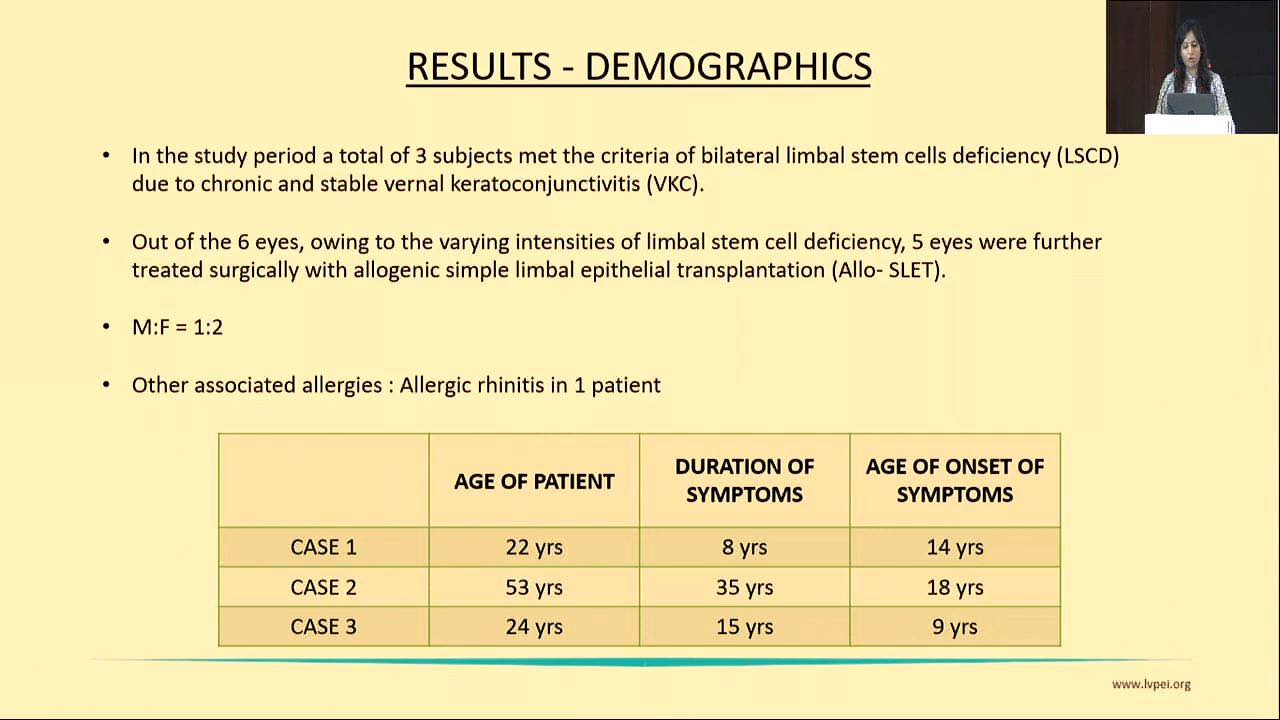 RESULTS - DEMOGRAPHICS
• In the study period a total of 3 subjects met the criteria of bilateral limbal stem cells deficiency (LSCD)
due to chronic and stable vernal keratoconjunctivitis (VKC).
• Out of the 6 eyes, owing to the varying intensities of limbal stem cell deficiency, 5 eyes were further
treated surgically with allogenic simple limbal epithelial transplantation (Allo- SLET).
• M:F = 1:2
• Other associated allergies : Allergic rhinitis in 1 patient
AGE OF PATIENT DURATION OF SYMPTOMS AGE OF ONSET OF SYMPTOMS
CASE 1 22 yrs 8 yrs 14 yrs
CASE 2 53 yrs 35 yrs 18 yrs
CASE 3 24 yrs 15 yrs 9 yrs
www.lvpei.org